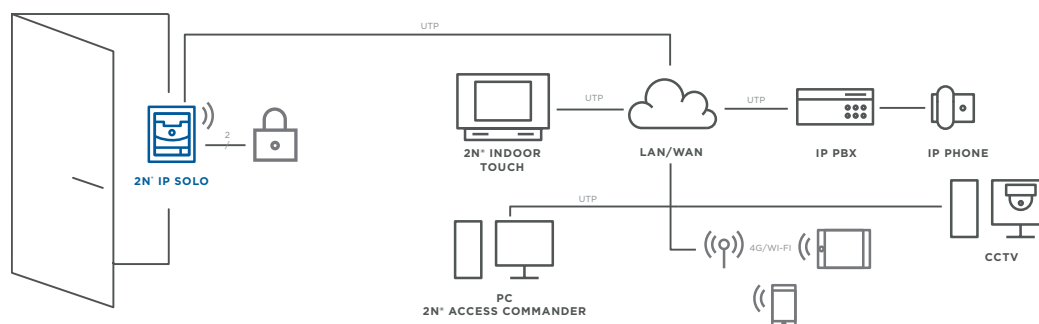 UTP
UTP
UTP
2
2N® INDOOR
TOUCH
LAN/WAN
IP PBX
IP PHONE
2N® IP SOLO
UTP
4G/WI-FI
CCTV
PC
2N® ACCESS COMMANDER